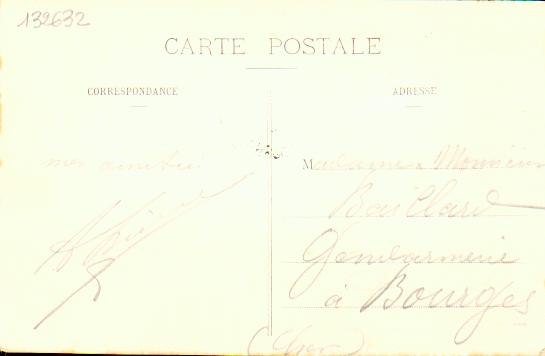 132632
CARTE POSTALE
CORRESPONDANCE
ADRESSE
mes amitiés
Madame & Monsieur
Baillard
Gendarmerie
à Bourges
(Cher)